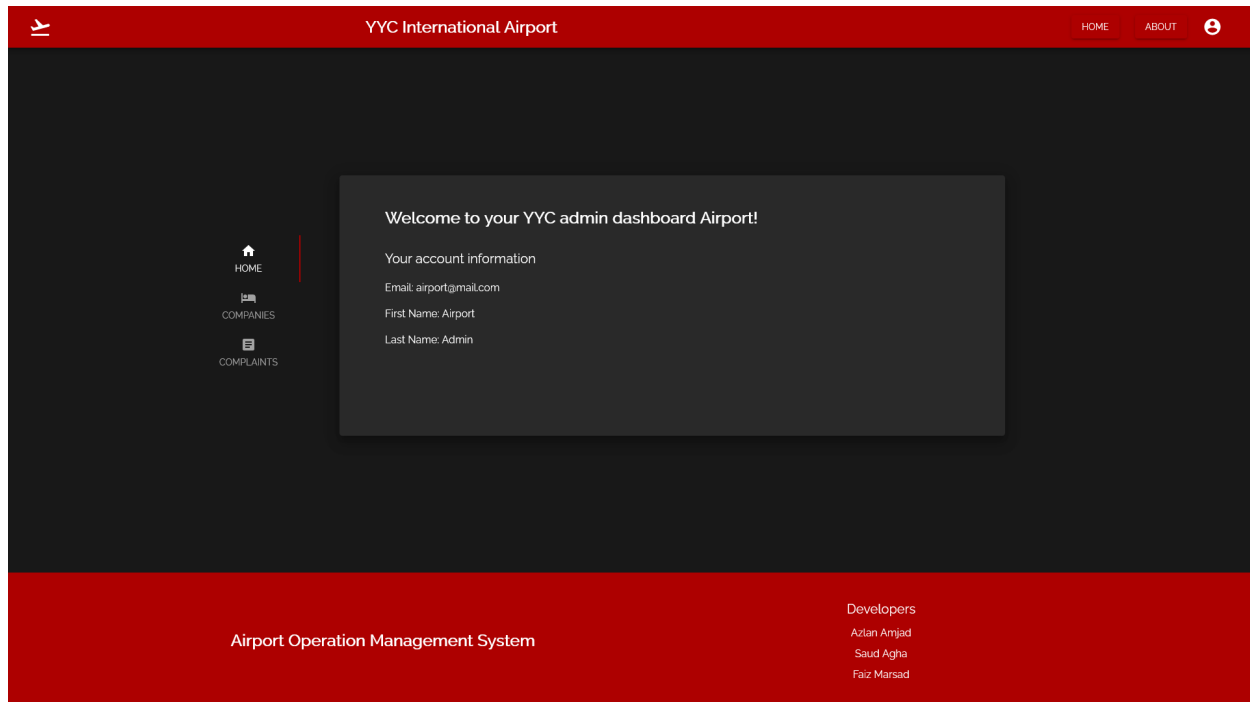 YYC International Airport
HOME
ABOUT
HOME
COMPANIES
COMPLAINTS
Welcome to your YYC admin dashboard Airport!
Your account information
Email: airport@mail.com
First Name: Airport
Last Name: Admin
Airport Operation Management System
Developers
Azlan Amjad
Saud Agha
Faiz Marsad